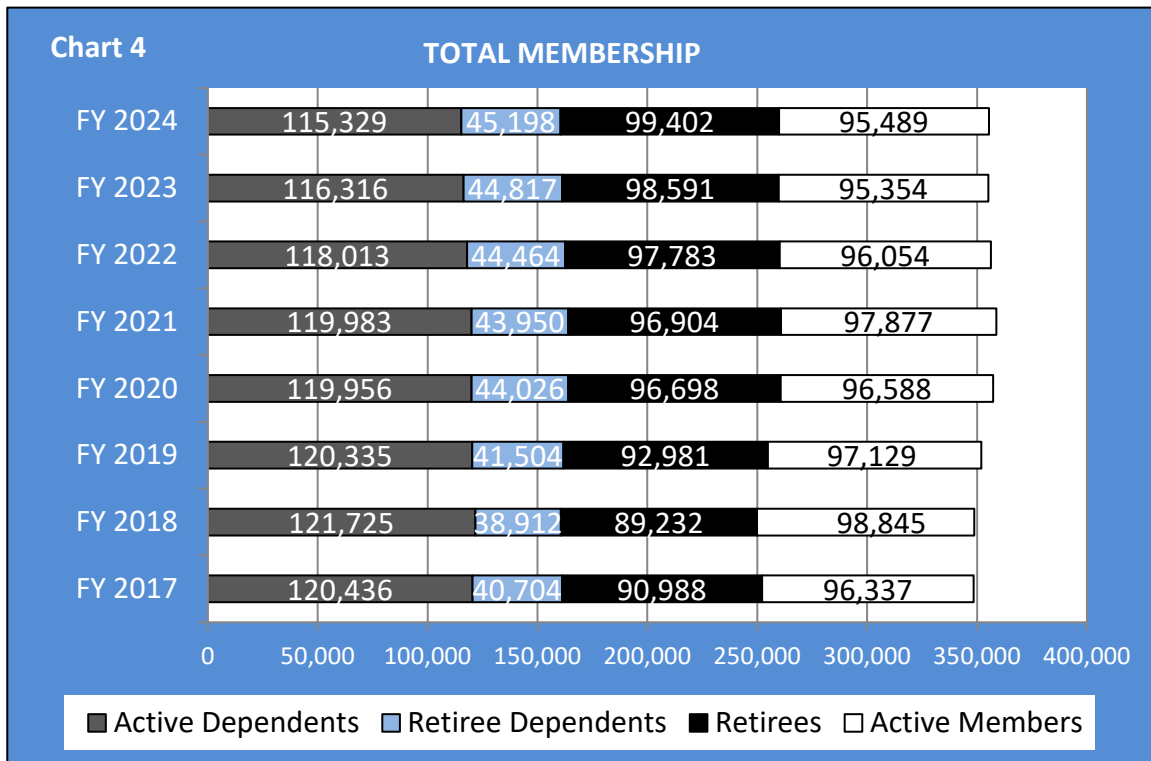 Chart 4
TOTAL MEMBERSHIP
FY 2024 115,329 45,198 99,402 95,489
FY 2023 116,316 44,817 98,591 95,354
FY 2022 118,013 44,464 97,783 96,054
FY 2021 119,983 43,950 96,904 97,877
FY 2020 119,956 44,026 96,698 96,588
FY 2019 120,335 41,504 92,981 97,129
FY 2018 121,725 38,912 89,232 98,845
FY 2017 120,436 40,704 90,988 96,337
0 50,000 100,000 150,000 200,000 250,000 300,000 350,000 400,000
Active Dependents Retiree Dependents Retirees Active Members